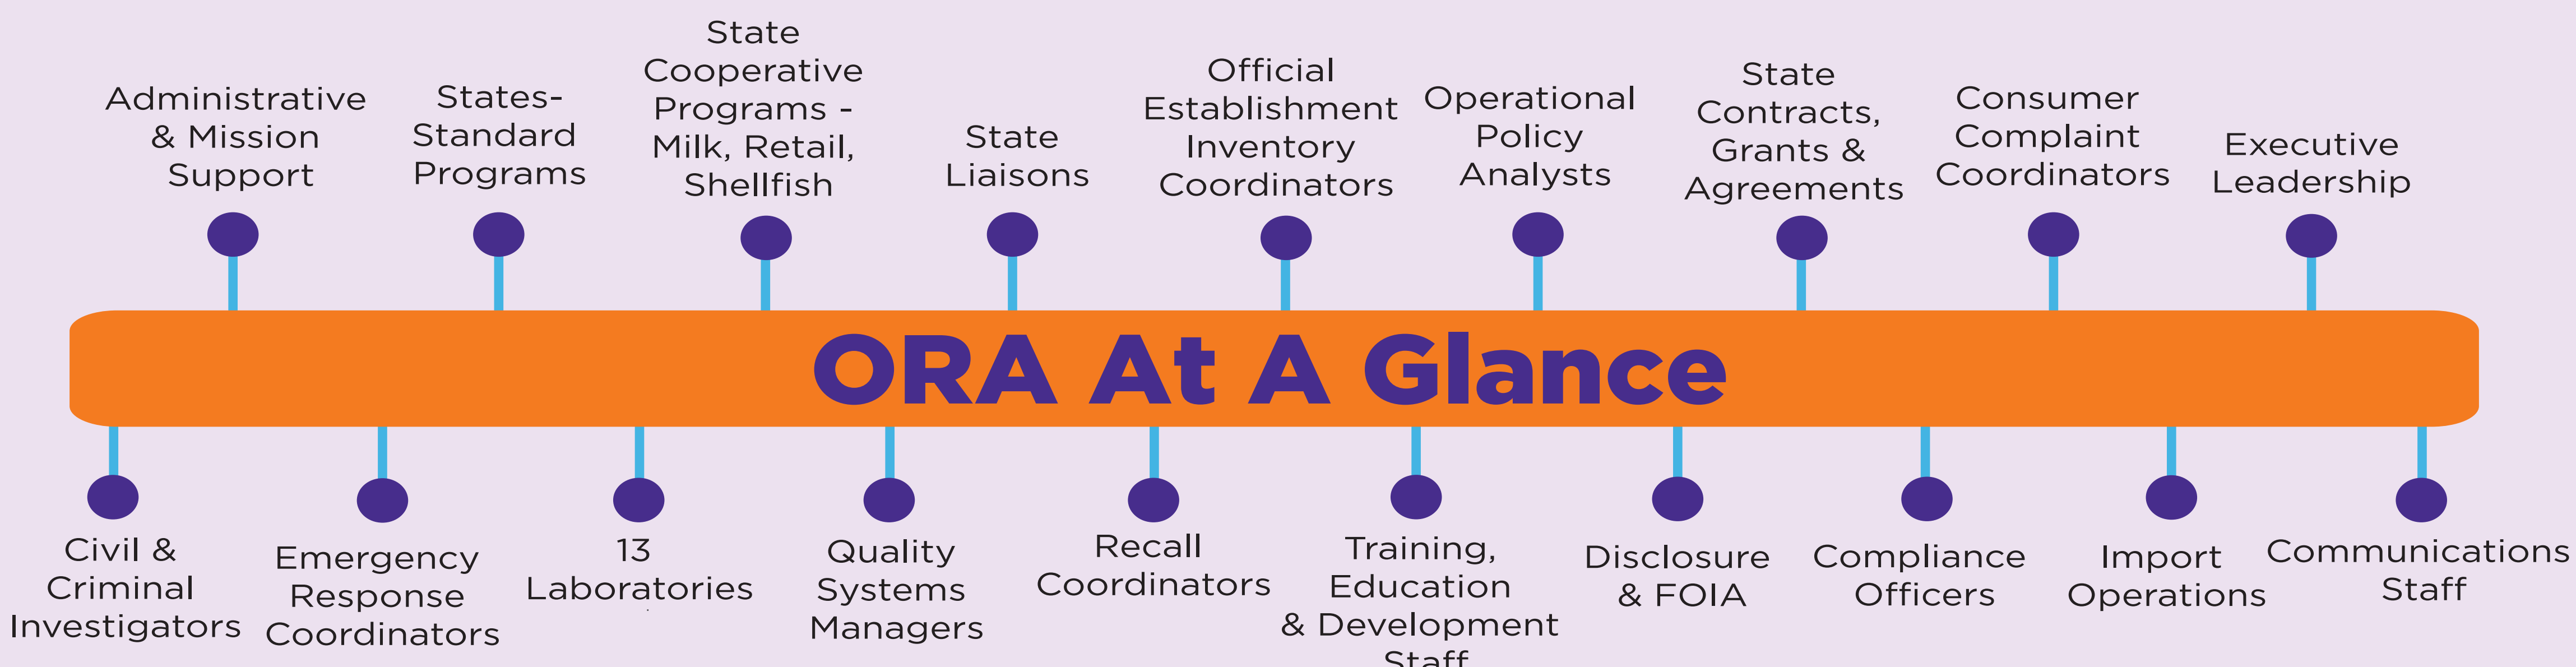 Administrative
& Mission
Support
States-
Standard
Programs
State
Cooperative
Programs -
Milk, Retail,
Shellfish
State
Liaisons
Official
Establishment
Inventory
Coordinators
Operational
Policy
Analysts
State
Contracts,
Grants &
Agreements
Consumer
Complaint
Coordinators
Executive
Leadership
ORA At A Glance
Civil &
Criminal
Investigators
Emergency
Response
Coordinators
13
Laboratories
Quality
Systems
Managers
Recall
Coordinators
Training,
Education
& Development
Staff
Disclosure
& FOIA
Compliance
Officers
Import
Operations
Communications
Staff